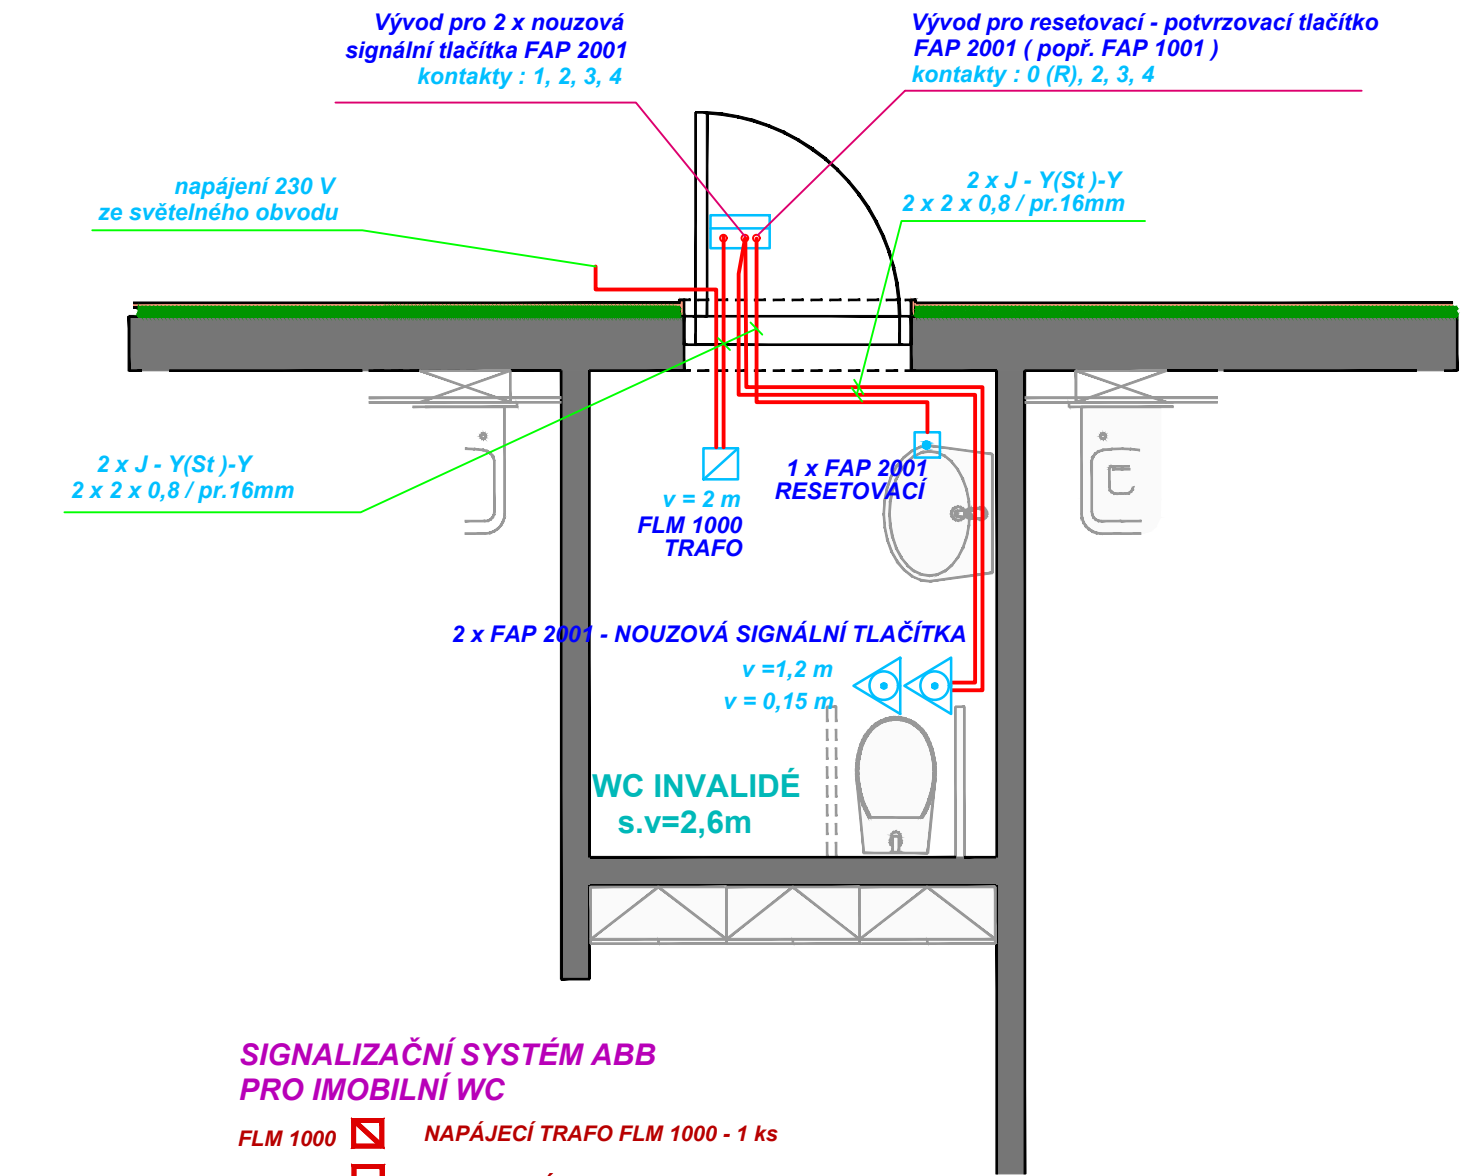 Vývod pro 2 x nouzová
signální tlačítka FAP 2001
kontakty : 1, 2, 3, 4
Vývod pro resetovací - potvrzovací tlačítko
FAP 2001 ( popř. FAP 1001 )
kontakty : 0 (R), 2, 3, 4
napájení 230 V
ze světelného obvodu
2 x J - Y(St )-Y
2 x 2 x 0,8 / pr.16mm
2 x J - Y(St )-Y
2 x 2 x 0,8 / pr.16mm
v = 2 m
FLM 1000
TRAFO
1 x FAP 2001
RESETOVACÍ
2 x FAP 2001 - NOUZOVÁ SIGNÁLNÍ TLAČÍTKA
v =1,2 m
v = 0,15 m
WC INVALIDÉ
s.v=2,6m
SIGNALIZAČNÍ SYSTÉM ABB
PRO IMOBILNÍ WC
FLM 1000 NAPÁJECÍ TRAFO FLM 1000 - 1 ks